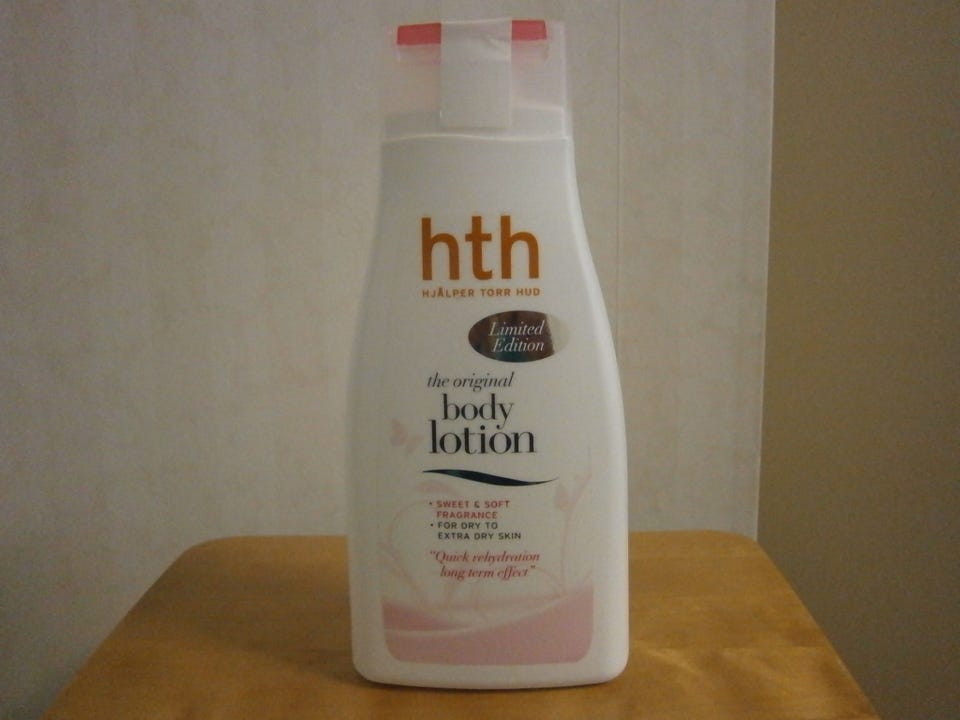 hth
HJÄLPER TORR HUD
Limited
Edition
the original
body
lotion
• SWEET & SOFT
FRAGRANCE
• FOR DRY TO
EXTRA DRY SKIN
"Quick rehydration
long term effect"